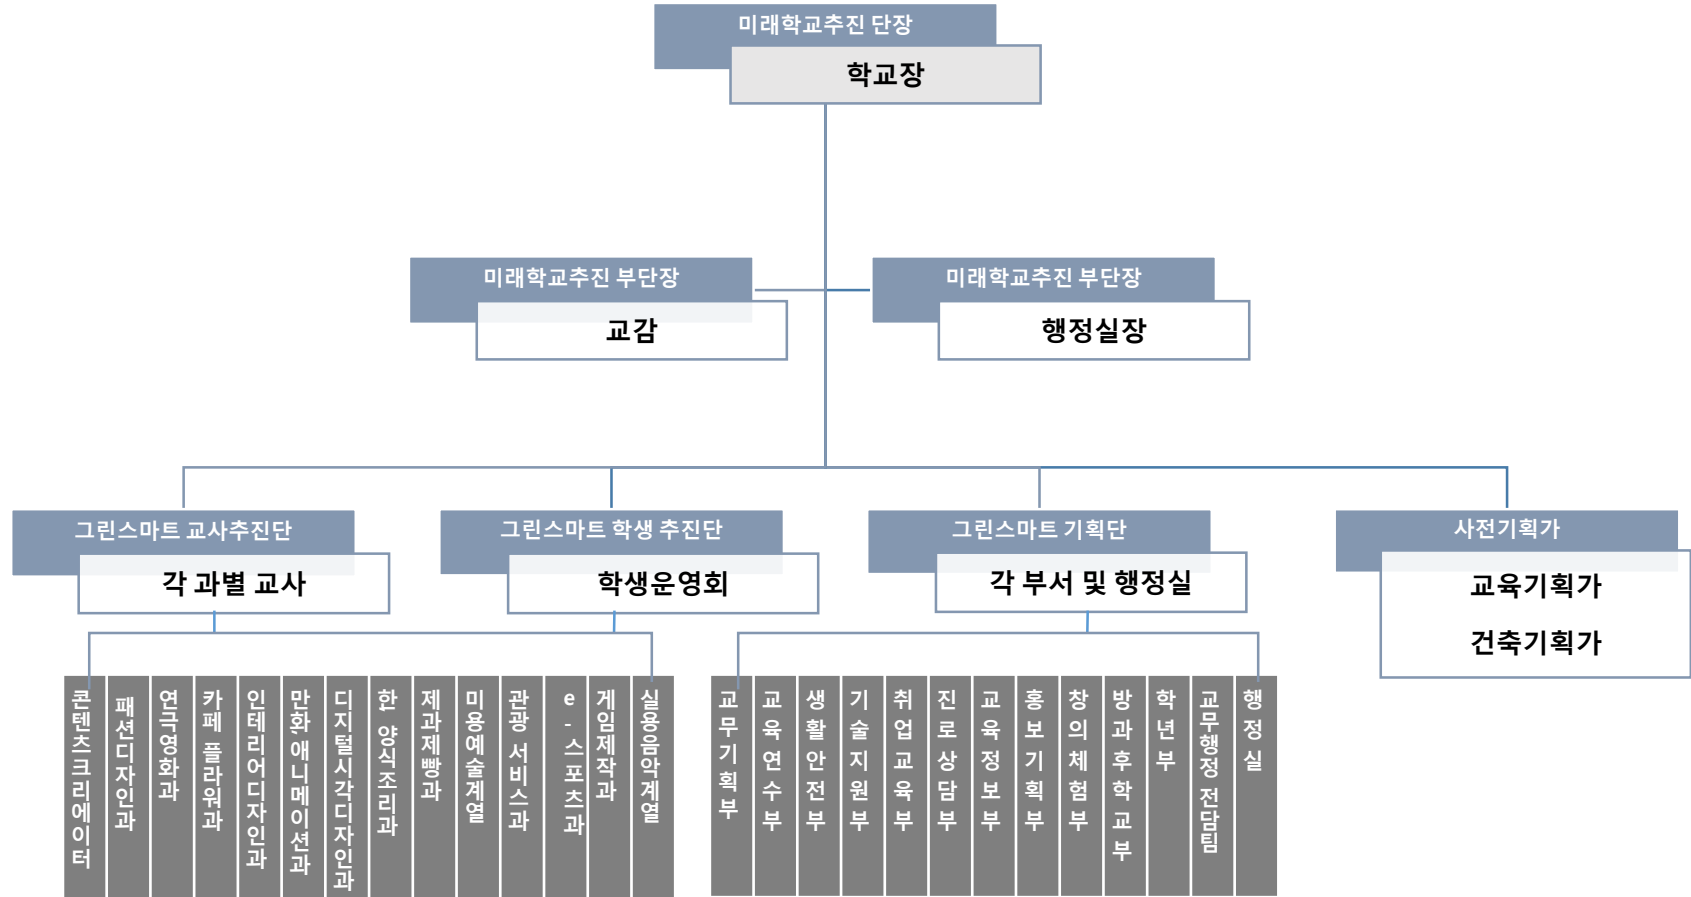 미래학교추진 단장
학교장
미래학교추진 부단장
교감
미래학교추진 부단장
행정실장
그린스마트 교사추진단
각 과별 교사
그린스마트 학생 추진단
학생운영회
그린스마트 기획단
각 부서 및 행정실
사전기획가
교육기획가
건축기획가
콘텐츠크리에이터
패션디자인과
연극영화과
카페 플라워과
인테리어디자인과
만화,애니메이션과
디지털시각디자인과
한, 양식조리과
제과제빵과
미용예술계열
관광 서비스과
e - 스포츠과
게임제작과
실용음악계열
교무기획부
교육연수부
생활안전부
기술지원부
취업교육부
진로상담부
교육정보부
홍보기획부
창의체험부
방과후학교부
학년부
교무행정 전담팀
행정실